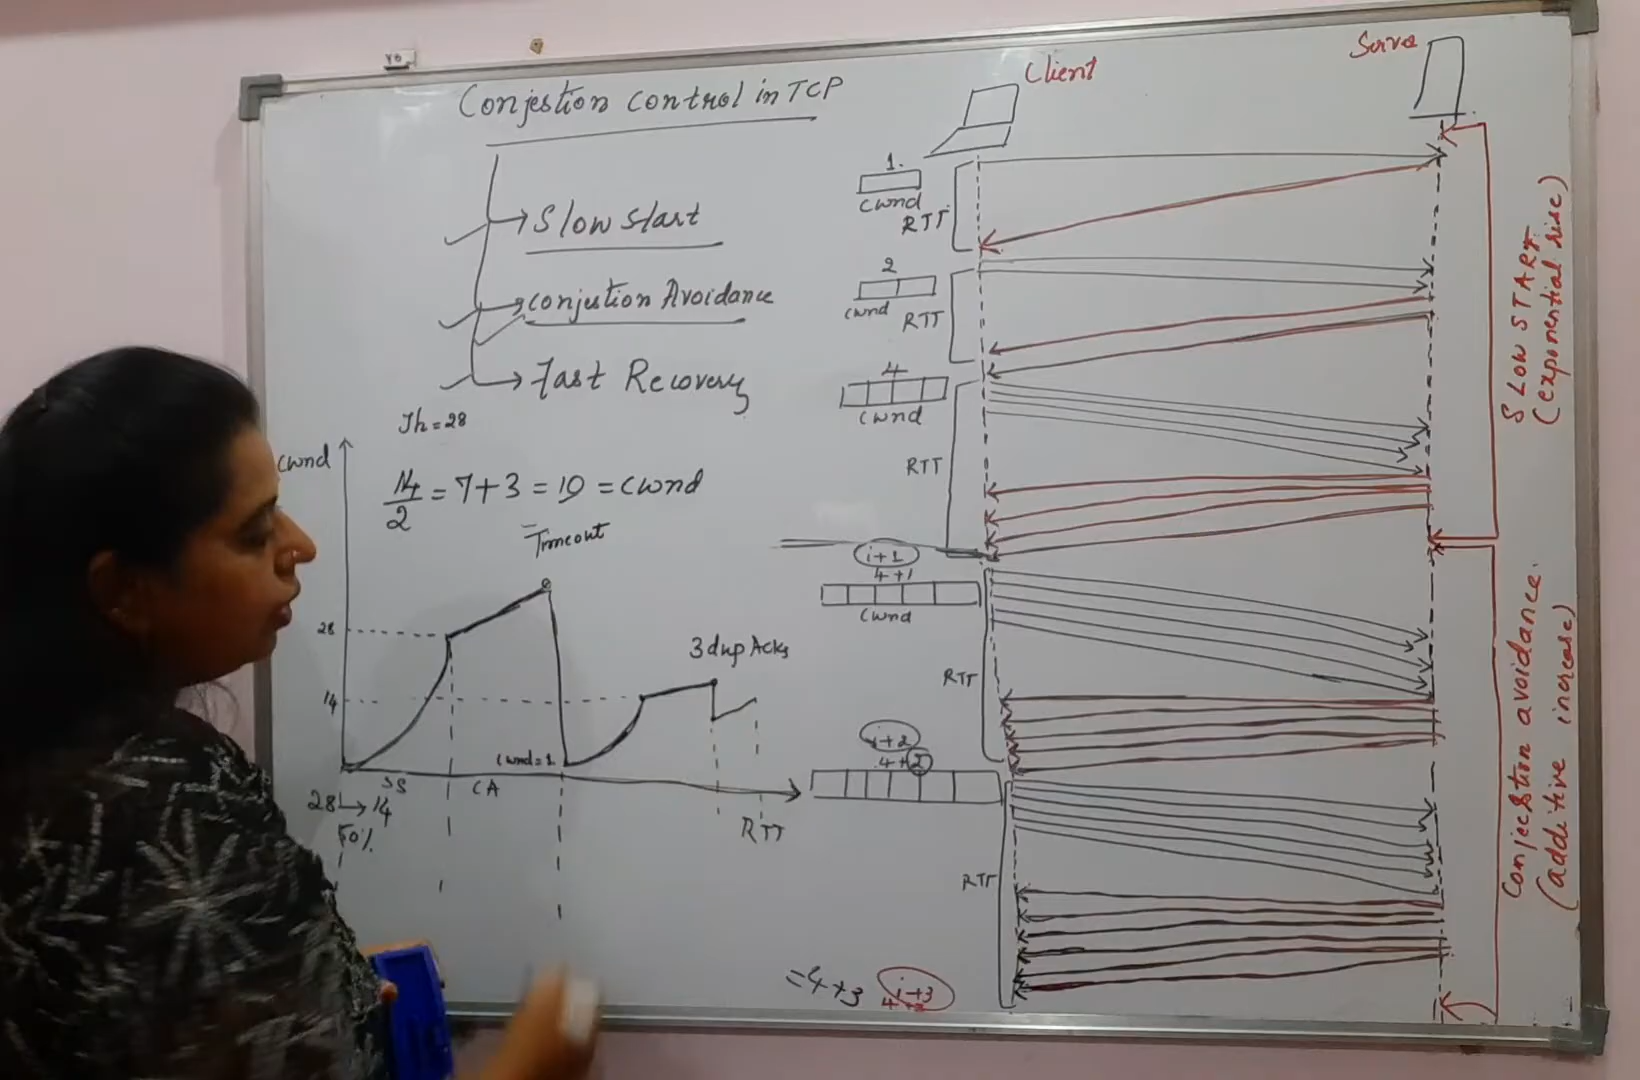 Conjestion control in TCP
Slow start
conjustion Avoidance
Fast Recovery
Th = 28
cwnd
14/2 = 7+3 = 10 = cwnd
Timeout
28
3 dup Acks
14
cwnd=1
SS
CA
28 → 14
50%
RTT
Client
Serve
1.
cwnd
RTT
2
cwnd
RTT
4
cwnd
RTT
i+1
4+1
cwnd
RTT
i+2
4+2
RTT
=4+3
i+3
SLOW START
(exponential rise)
Conjestion avoidance.
(additive increase)